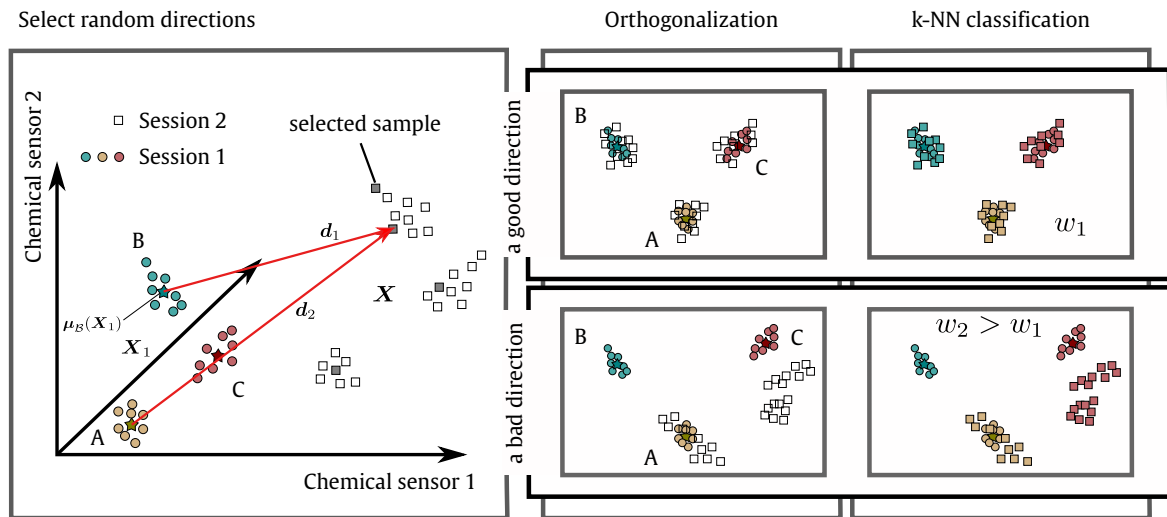 Select random directions
Orthogonalization
k-NN classification
Chemical sensor 2
Session 2
Session 1
selected sample
B
d₁
μ_ℬ(X₁)
X₁
d₂
X
C
A
Chemical sensor 1
a good direction
B
C
A
w₁
a bad direction
B
C
A
w₂ > w₁